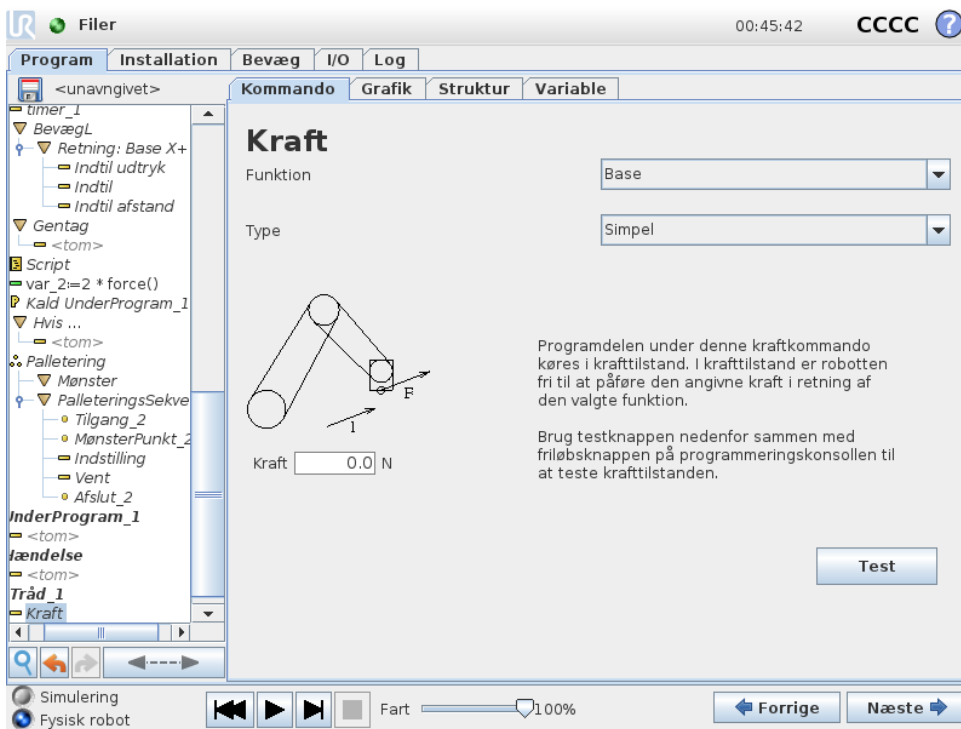 UR Filer 00:45:42 CCCC ?
Program Installation Bevæg I/O Log
<unavngivet>
Kommando Grafik Struktur Variable
timer_1
BevægL
Retning: Base X+
Indtil udtryk
Indtil
Indtil afstand
Gentag
<tom>
Script
var_2:=2 * force()
Kald UnderProgram_1
Hvis ...
<tom>
Palletering
Mønster
PalleteringsSekve
Tilgang_2
MønsterPunkt_2
Indstilling
Vent
Afslut_2
UnderProgram_1
<tom>
Hændelse
<tom>
Tråd_1
Kraft
Kraft
Funktion
Base
Type
Simpel
F
1
Kraft 0.0 N
Programdelen under denne kraftkommando
køres i krafttilstand. I krafttilstand er robotten
fri til at påføre den angivne kraft i retning af
den valgte funktion.
Brug testknappen nedenfor sammen med
friløbsknappen på programmeringskonsollen til
at teste krafttilstanden.
Test
Simulering
Fysisk robot
Fart 100%
Forrige
Næste